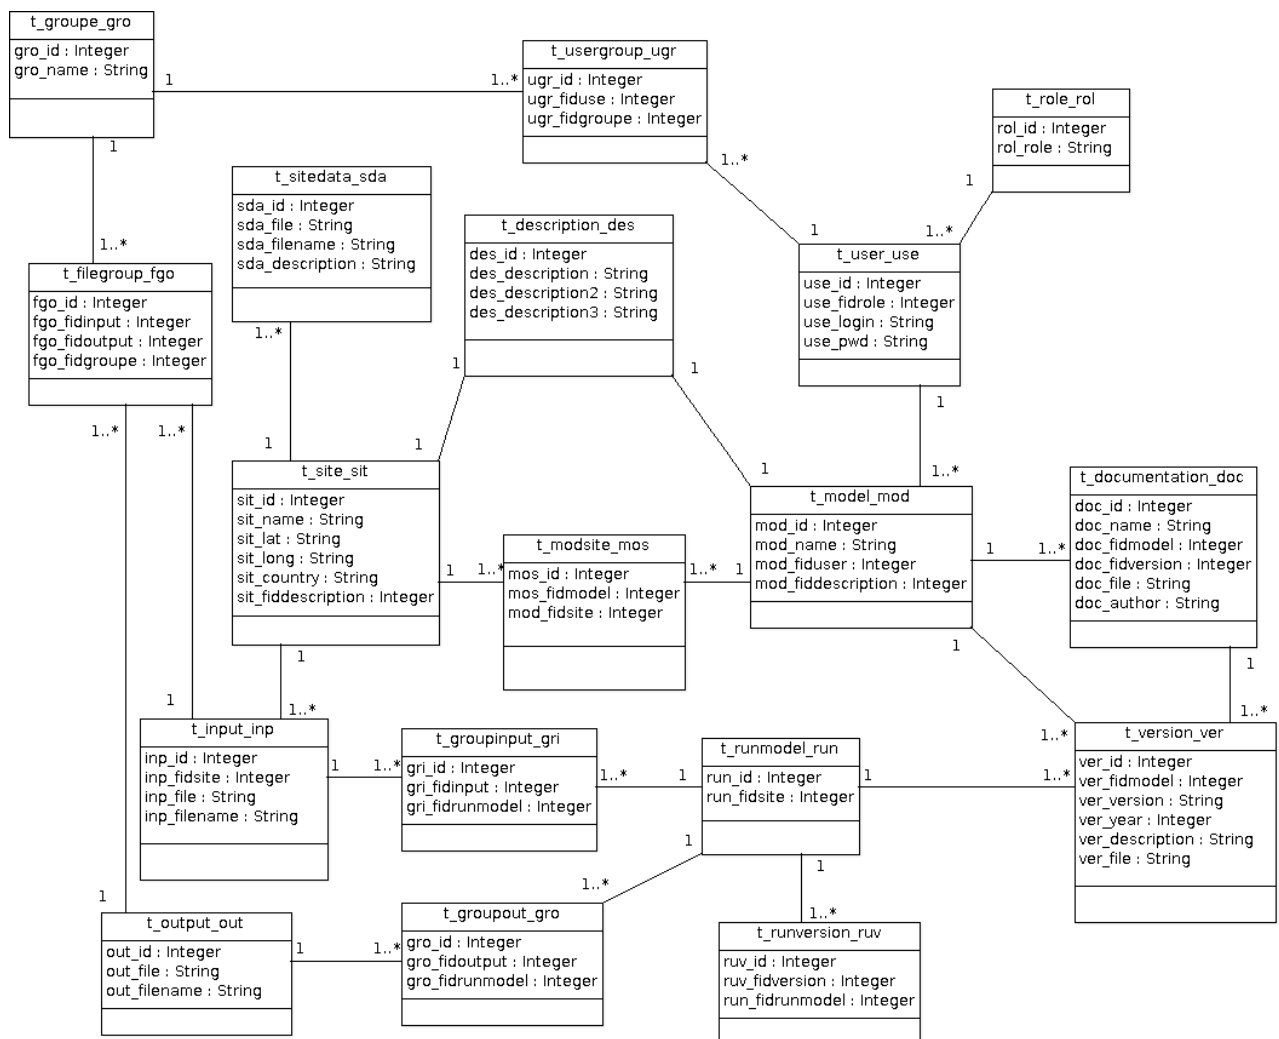 t_groupe_gro
gro_id : Integer
gro_name : String
1
1..*
t_usergroup_ugr
ugr_id : Integer
ugr_fiduse : Integer
ugr_fidgroupe : Integer
t_role_rol
rol_id : Integer
rol_role : String
1
1..*
1
1..*
1
1..*
t_sitedata_sda
sda_id : Integer
sda_file : String
sda_filename : String
sda_description : String
t_description_des
des_id : Integer
des_description : String
des_description2 : String
des_description3 : String
t_user_use
use_id : Integer
use_fidrole : Integer
use_login : String
use_pwd : String
t_filegroup_fgo
fgo_id : Integer
fgo_fidinput : Integer
fgo_fidoutput : Integer
fgo_fidgroupe : Integer
1..*
1
1
1
1..*
1..*
1
1
1
1..*
t_site_sit
sit_id : Integer
sit_name : String
sit_lat : String
sit_long : String
sit_country : String
sit_fiddescription : Integer
t_model_mod
mod_id : Integer
mod_name : String
mod_fiduser : Integer
mod_fiddescription : Integer
t_documentation_doc
doc_id : Integer
doc_name : String
doc_fidmodel : Integer
doc_fidversion : Integer
doc_file : String
doc_author : String
t_modsite_mos
mos_id : Integer
mos_fidmodel : Integer
mod_fidsite : Integer
1
1..*
1..*
1
1
1..*
1
1..*
1
1
1..*
1
1..*
t_input_inp
inp_id : Integer
inp_fidsite : Integer
inp_file : String
inp_filename : String
t_groupinput_gri
gri_id : Integer
gri_fidinput : Integer
gri_fidrunmodel : Integer
t_runmodel_run
run_id : Integer
run_fidsite : Integer
t_version_ver
ver_id : Integer
ver_fidmodel : Integer
ver_version : String
ver_year : Integer
ver_description : String
ver_file : String
1
1..*
1..*
1
1
1..*
1
1..*
1
1..*
1
t_output_out
out_id : Integer
out_file : String
out_filename : String
1
1..*
t_groupout_gro
gro_id : Integer
gro_fidoutput : Integer
gro_fidrunmodel : Integer
t_runversion_ruv
ruv_id : Integer
ruv_fidversion : Integer
run_fidrunmodel : Integer